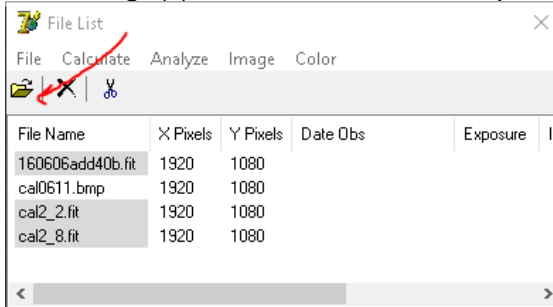 File List
File Calculate Analyze Image Color
File Name X Pixels Y Pixels Date Obs Exposure
160606add40b.fit 1920 1080
cal0611.bmp 1920 1080
cal2_2.fit 1920 1080
cal2_8.fit 1920 1080